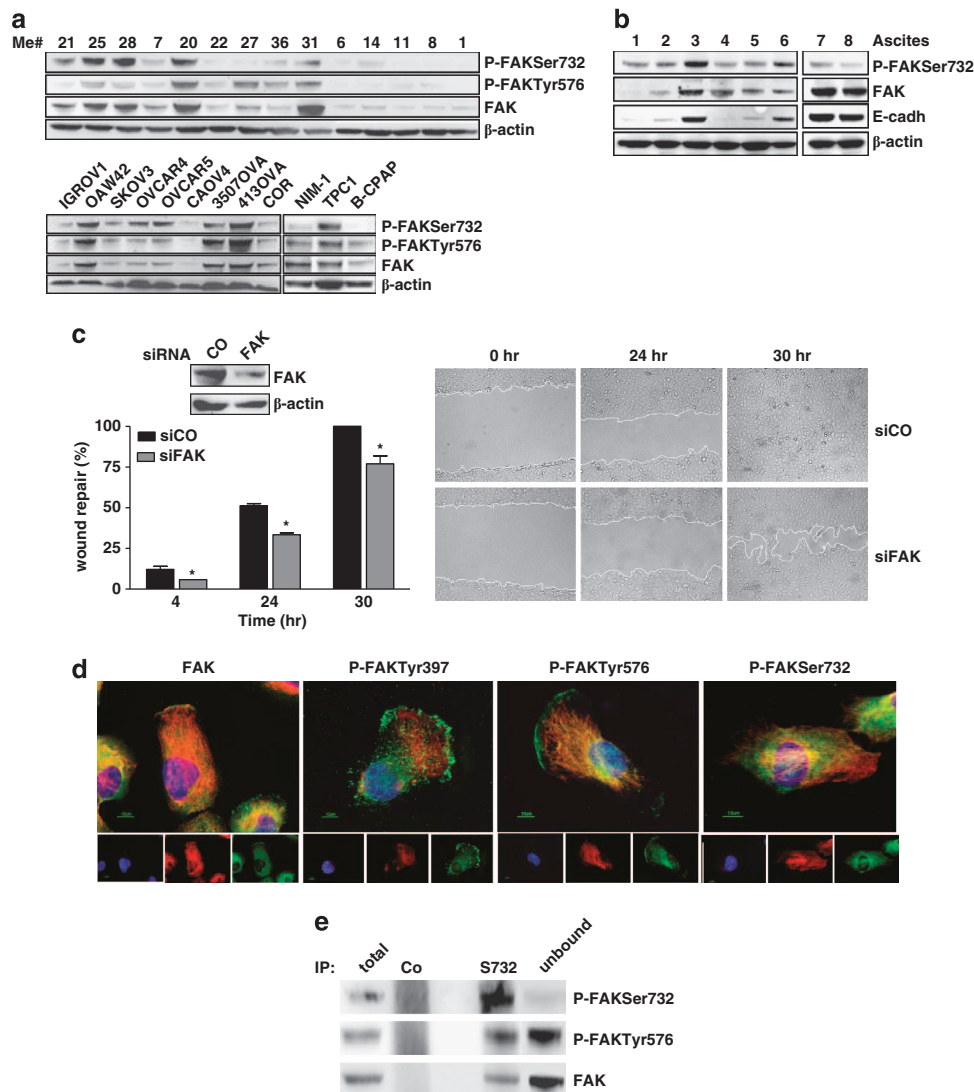 a
Me# 21 25 28 7 20 22 27 36 31 6 14 11 8 1
P-FAKSer732
P-FAKTyr576
FAK
β-actin
IGROV1 OAW42 SKOV3 OVCAR4 OVCAR5 CAOV4 3507OVA 413OVA COR NIM-1 TPC1 B-CPAP
P-FAKSer732
P-FAKTyr576
FAK
β-actin
b
1 2 3 4 5 6 7 8 Ascites
P-FAKSer732
FAK
E-cadh
β-actin
c
siRNA CO FAK
FAK
β-actin
siCO
siFAK
wound repair (%)
100
75
50
25
0
* * *
4 24 30
Time (hr)
0 hr 24 hr 30 hr
siCO
siFAK
d
FAK P-FAKTyr397 P-FAKTyr576 P-FAKSer732
e
IP: total Co S732 unbound
P-FAKSer732
P-FAKTyr576
FAK